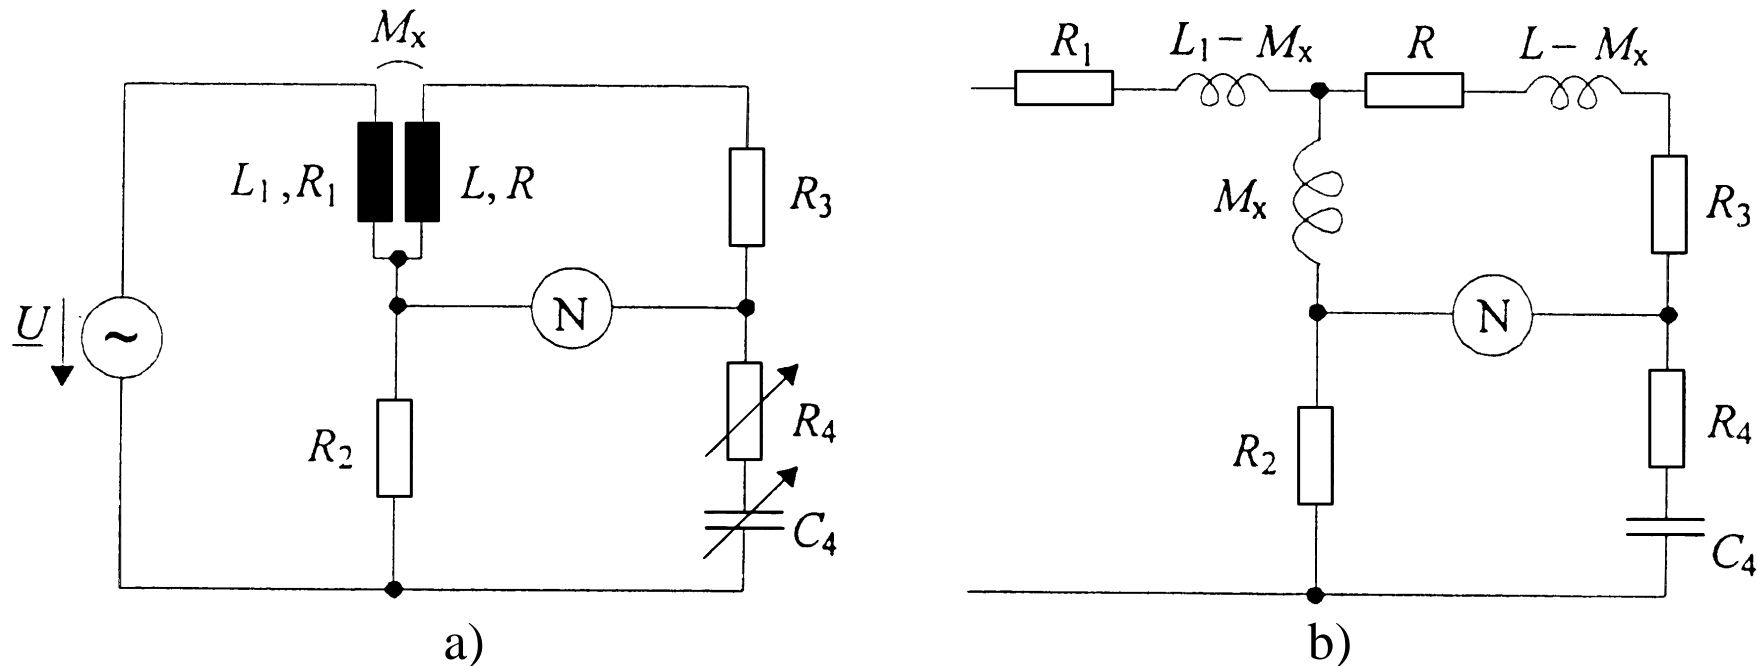 Mx
L1, R1
L, R
R3
U
~
N
R2
R4
C4
a)
R1
L1 – Mx
R
L – Mx
Mx
R3
N
R2
R4
C4
b)